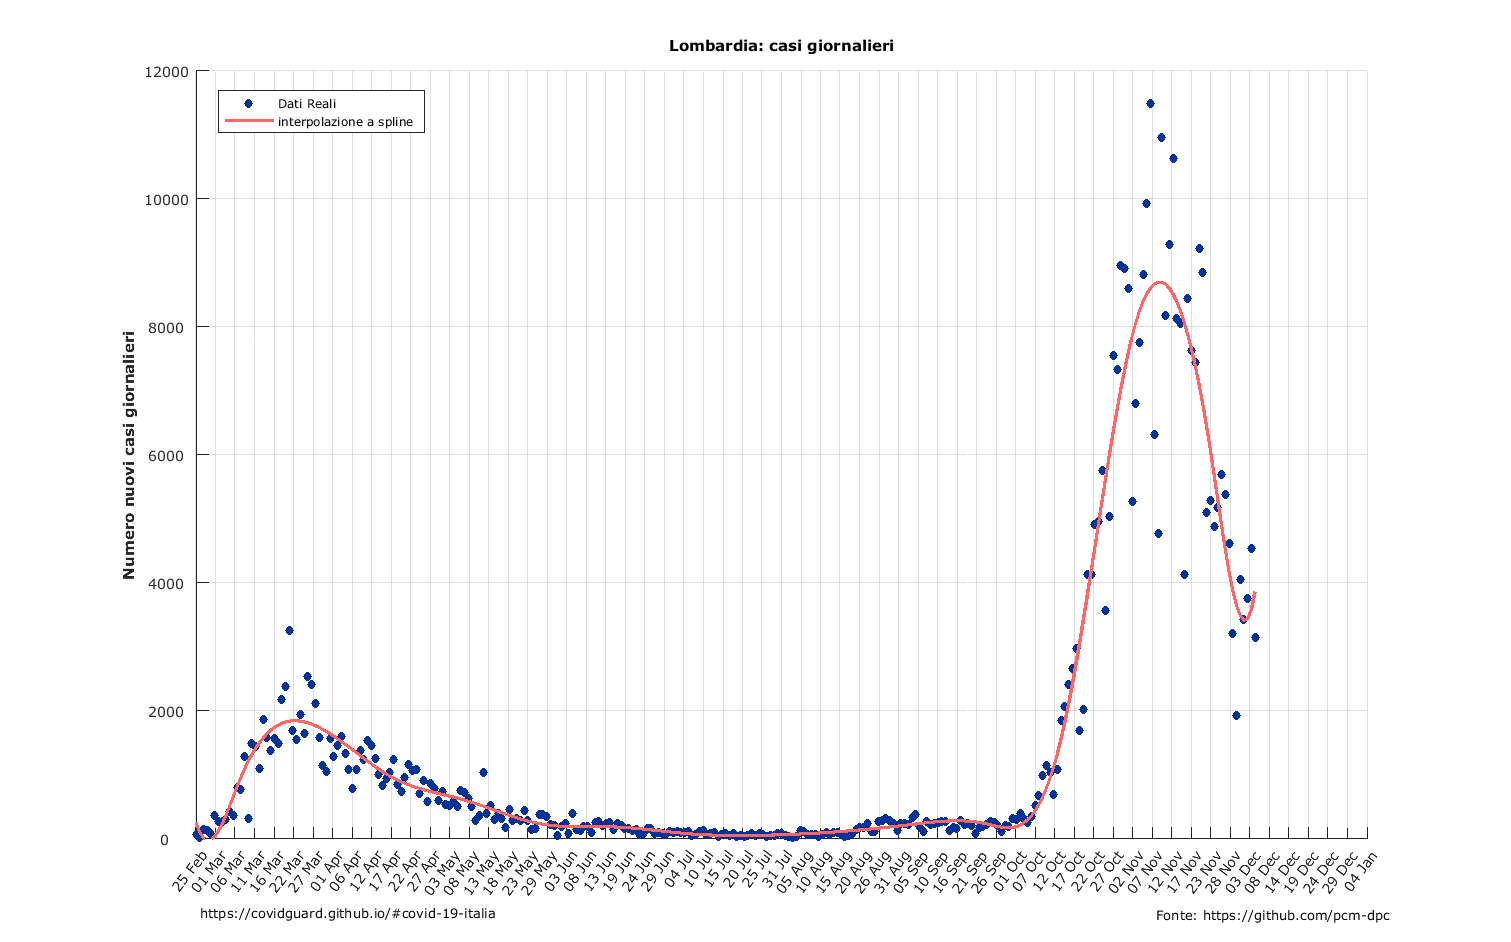 Lombardia: casi giornalieri
12000
10000
8000
6000
4000
2000
0
Numero nuovi casi giornalieri
Dati Reali
interpolazione a spline
25 Feb
01 Mar
06 Mar
11 Mar
16 Mar
22 Mar
27 Mar
01 Apr
06 Apr
12 Apr
17 Apr
22 Apr
27 Apr
03 May
08 May
13 May
18 May
23 May
29 May
03 Jun
08 Jun
13 Jun
19 Jun
24 Jun
29 Jun
04 Jul
10 Jul
15 Jul
20 Jul
25 Jul
31 Jul
05 Aug
10 Aug
15 Aug
20 Aug
26 Aug
31 Aug
05 Sep
10 Sep
16 Sep
21 Sep
26 Sep
01 Oct
07 Oct
12 Oct
17 Oct
22 Oct
27 Oct
02 Nov
07 Nov
12 Nov
17 Nov
23 Nov
28 Nov
03 Dec
08 Dec
14 Dec
19 Dec
24 Dec
29 Dec
04 Jan
https://covidguard.github.io/#covid-19-italia
Fonte: https://github.com/pcm-dpc